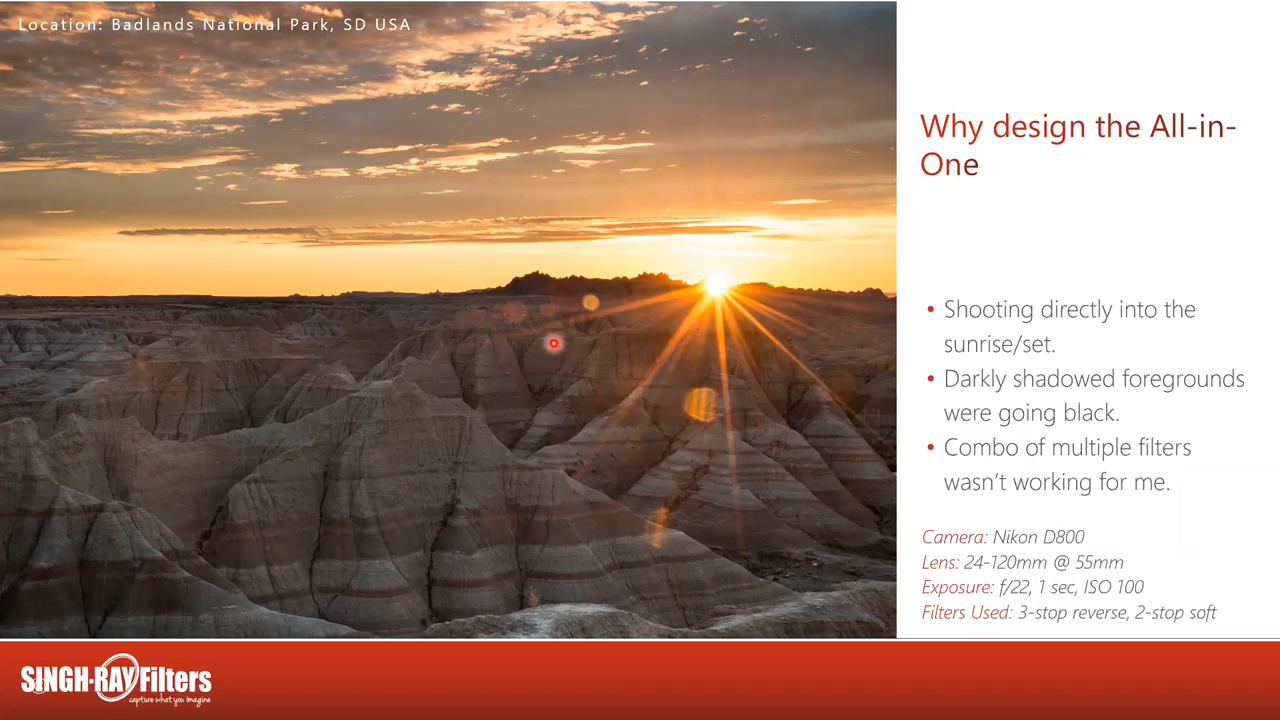 Location: Badlands National Park, SD USA
Why design the All-in-
One
• Shooting directly into the
sunrise/set.
• Darkly shadowed foregrounds
were going black.
• Combo of multiple filters
wasn't working for me.
Camera: Nikon D800
Lens: 24-120mm @ 55mm
Exposure: f/22, 1 sec, ISO 100
Filters Used: 3-stop reverse, 2-stop soft
SINGH-RAY Filters
capture what you imagine